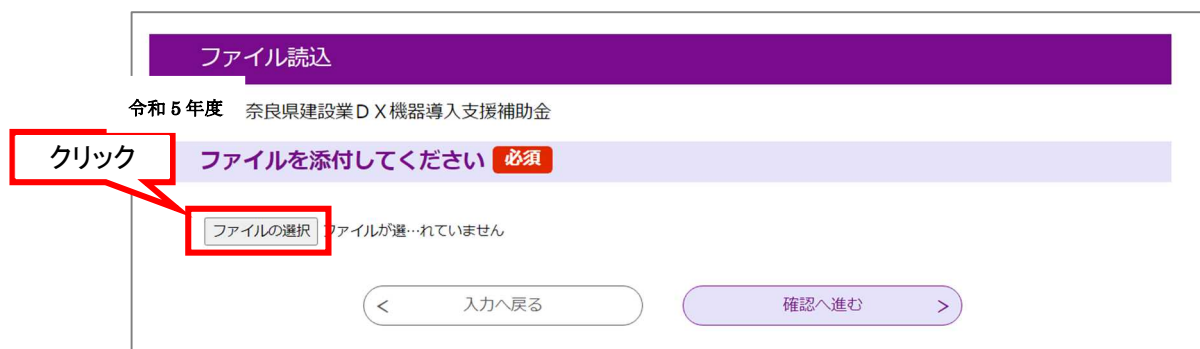 ファイル読込
令和５年度 奈良県建設業ＤＸ機器導入支援補助金
クリック
ファイルを添付してください 必須
ファイルの選択 ファイルが選…れていません
< 入力へ戻る
確認へ進む >